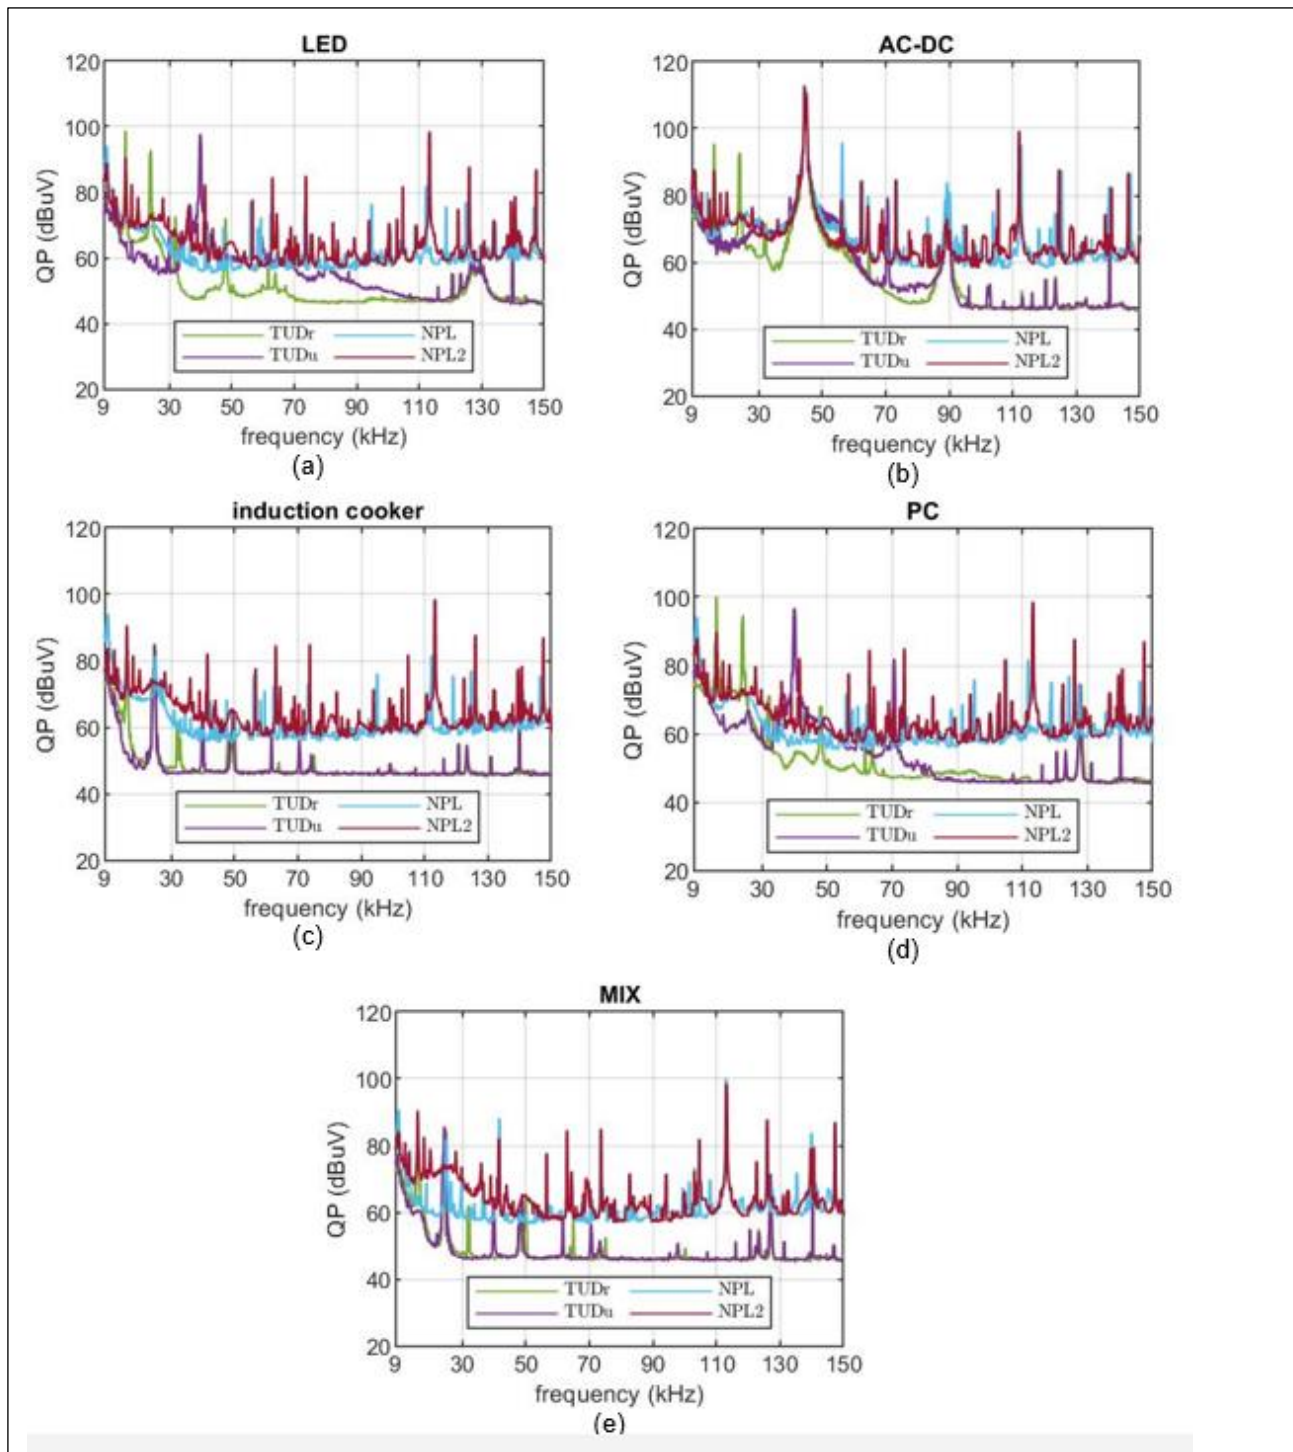 LED
120
100
80
60
40
20
QP (dBuV)
TUDr NPL
TUDu NPL2
9 30 50 70 90 110 130 150
frequency (kHz)
(a)
AC-DC
120
100
80
60
40
20
QP (dBuV)
TUDr NPL
TUDu NPL2
9 30 50 70 90 110 130 150
frequency (kHz)
(b)
induction cooker
120
100
80
60
40
20
QP (dBuV)
TUDr NPL
TUDu NPL2
9 30 50 70 90 110 130 150
frequency (kHz)
(c)
PC
120
100
80
60
40
20
QP (dBuV)
TUDr NPL
TUDu NPL2
9 30 50 70 90 110 130 150
frequency (kHz)
(d)
MIX
120
100
80
60
40
20
QP (dBuV)
TUDr NPL
TUDu NPL2
9 30 50 70 90 110 130 150
frequency (kHz)
(e)